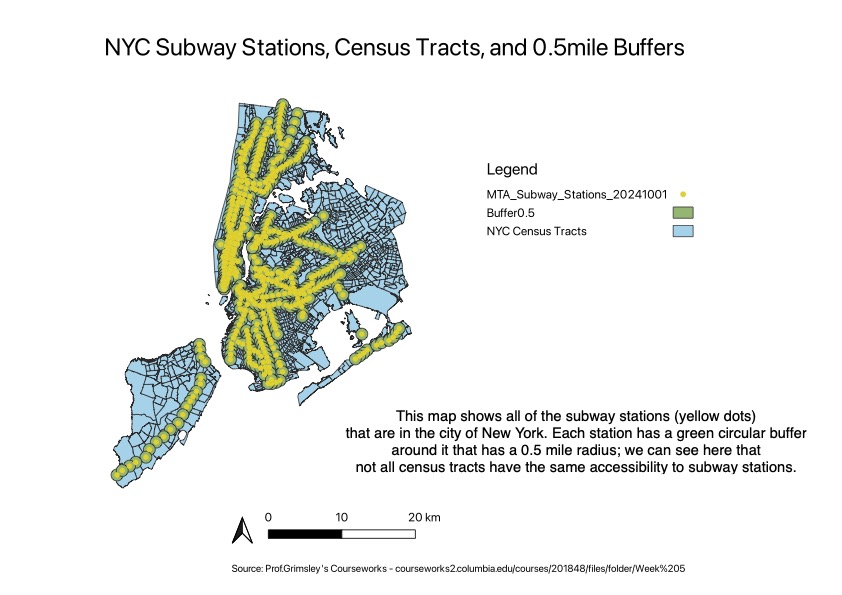 NYC Subway Stations, Census Tracts, and 0.5mile Buffers
Legend
MTA_Subway_Stations_20241001
Buffer0.5
NYC Census Tracts
This map shows all of the subway stations (yellow dots)
that are in the city of New York. Each station has a green circular buffer
around it that has a 0.5 mile radius; we can see here that
not all census tracts have the same accessibility to subway stations.
0 10 20 km
Source: Prof.Grimsley's Courseworks - courseworks2.columbia.edu/courses/201848/files/folder/Week%205